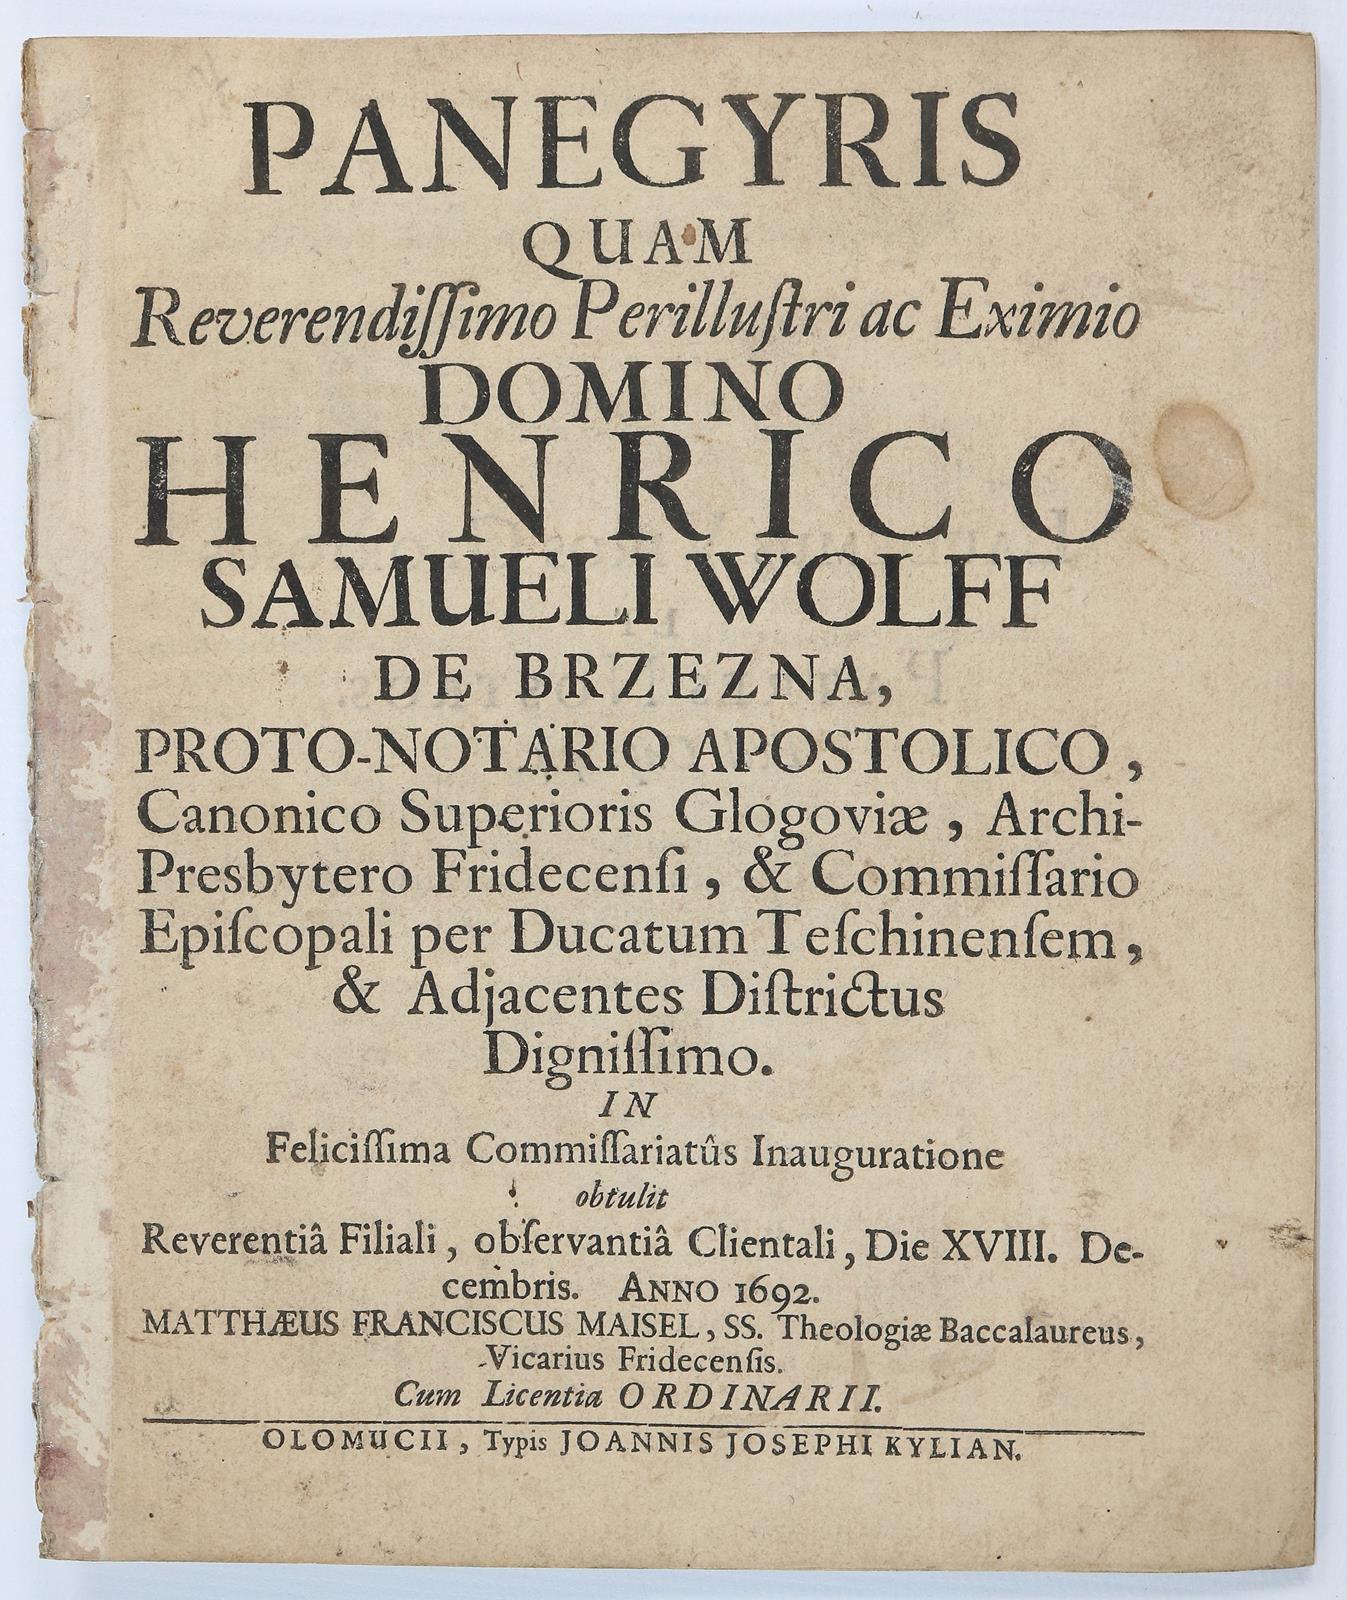 PANEGYRIS
QUAM
Reverendiſſimo Perilluſtri ac Eximio
DOMINO
HENRICO
SAMUELI WOLFF
DE BRZEZNA,
PROTO-NOTARIO APOSTOLICO,
Canonico Superioris Glogoviæ, Archi-
Presbytero Fridecenſi, & Commiſſario
Epiſcopali per Ducatum Teſchinenſem,
& Adjacentes Diſtrictus
Digniſſimo.
IN
Feliciſſima Commiſſariatûs Inauguratione
obtulit
Reverentiâ Filiali, obſervantiâ Clientali, Die XVIII. De-
cembris. ANNO 1692.
MATTHÆUS FRANCISCUS MAISEL, SS. Theologiæ Baccalaureus,
Vicarius Fridecenſis.
Cum Licentia ORDINARII.
OLOMUCII, Typis JOANNIS JOSEPHI KYLIAN.